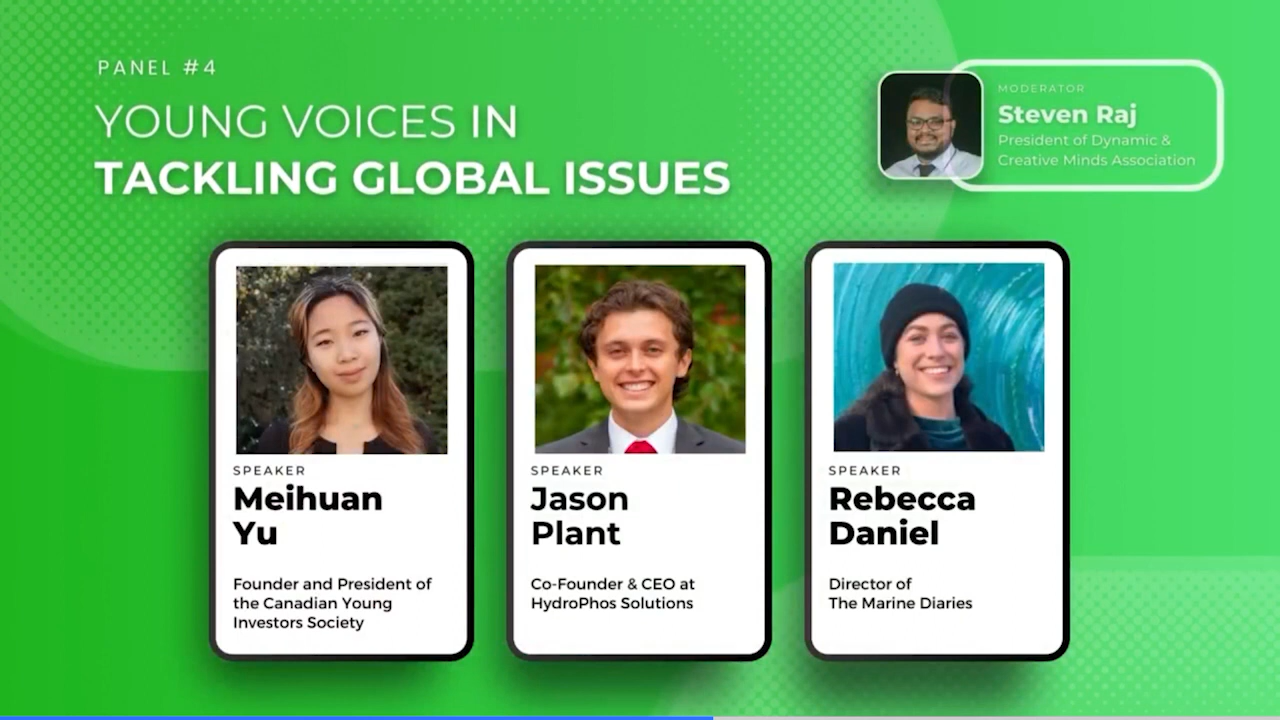 PANEL #4
YOUNG VOICES IN
TACKLING GLOBAL ISSUES
MODERATOR
Steven Raj
President of Dynamic &
Creative Minds Association
SPEAKER
Meihuan
Yu
Founder and President of
the Canadian Young
Investors Society
SPEAKER
Jason
Plant
Co-Founder & CEO at
HydroPhos Solutions
SPEAKER
Rebecca
Daniel
Director of
The Marine Diaries